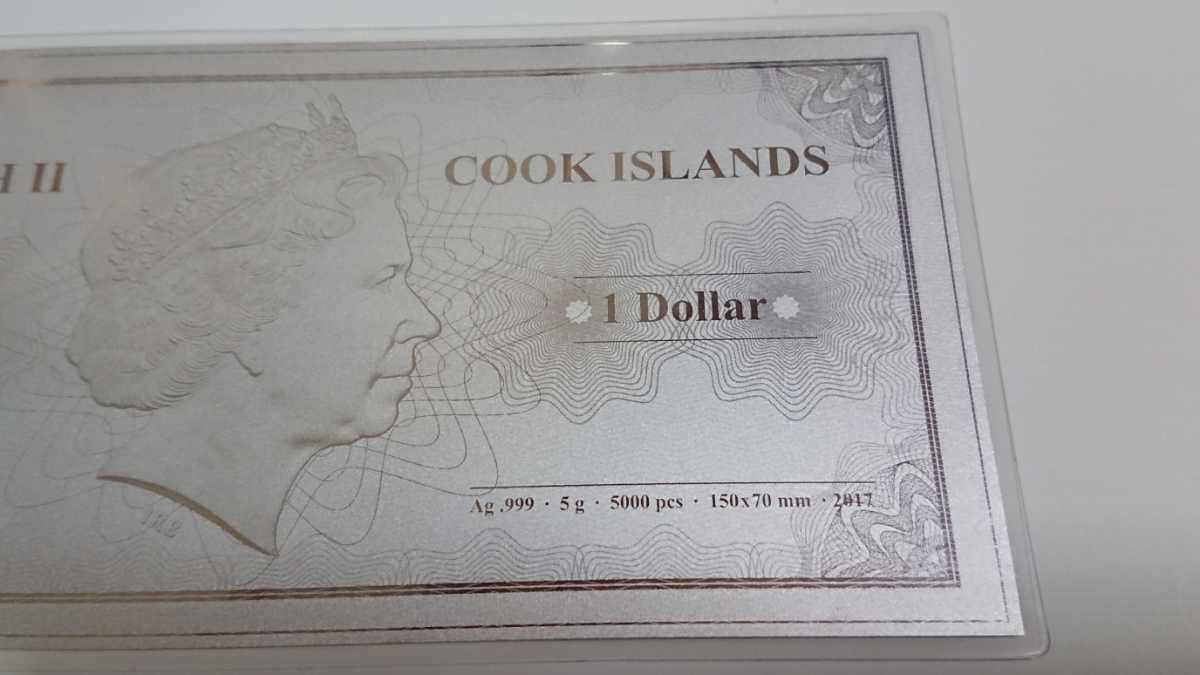 H II
COOK ISLANDS
1 Dollar
Ag .999 · 5 g · 5000 pcs · 150x70 mm · 2017